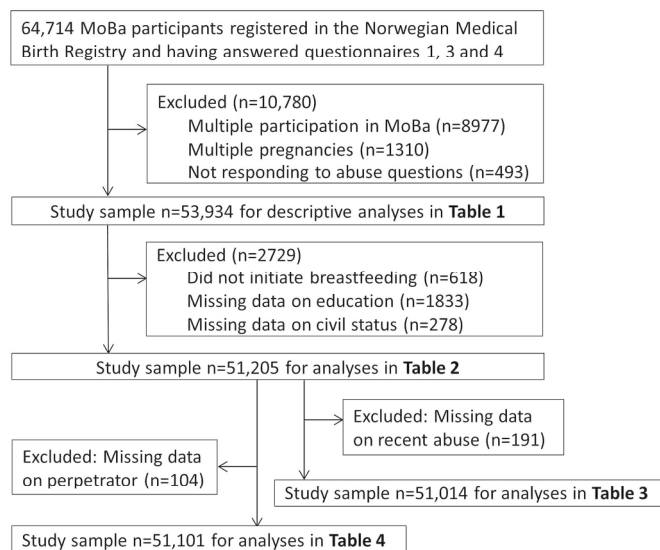 64,714 MoBa participants registered in the Norwegian Medical
Birth Registry and having answered questionnaires 1, 3 and 4
Excluded (n=10,780)
Multiple participation in MoBa (n=8977)
Multiple pregnancies (n=1310)
Not responding to abuse questions (n=493)
Study sample n=53,934 for descriptive analyses in Table 1
Excluded (n=2729)
Did not initiate breastfeeding (n=618)
Missing data on education (n=1833)
Missing data on civil status (n=278)
Study sample n=51,205 for analyses in Table 2
Excluded: Missing data
on recent abuse (n=191)
Excluded: Missing data
on perpetrator (n=104)
Study sample n=51,014 for analyses in Table 3
Study sample n=51,101 for analyses in Table 4